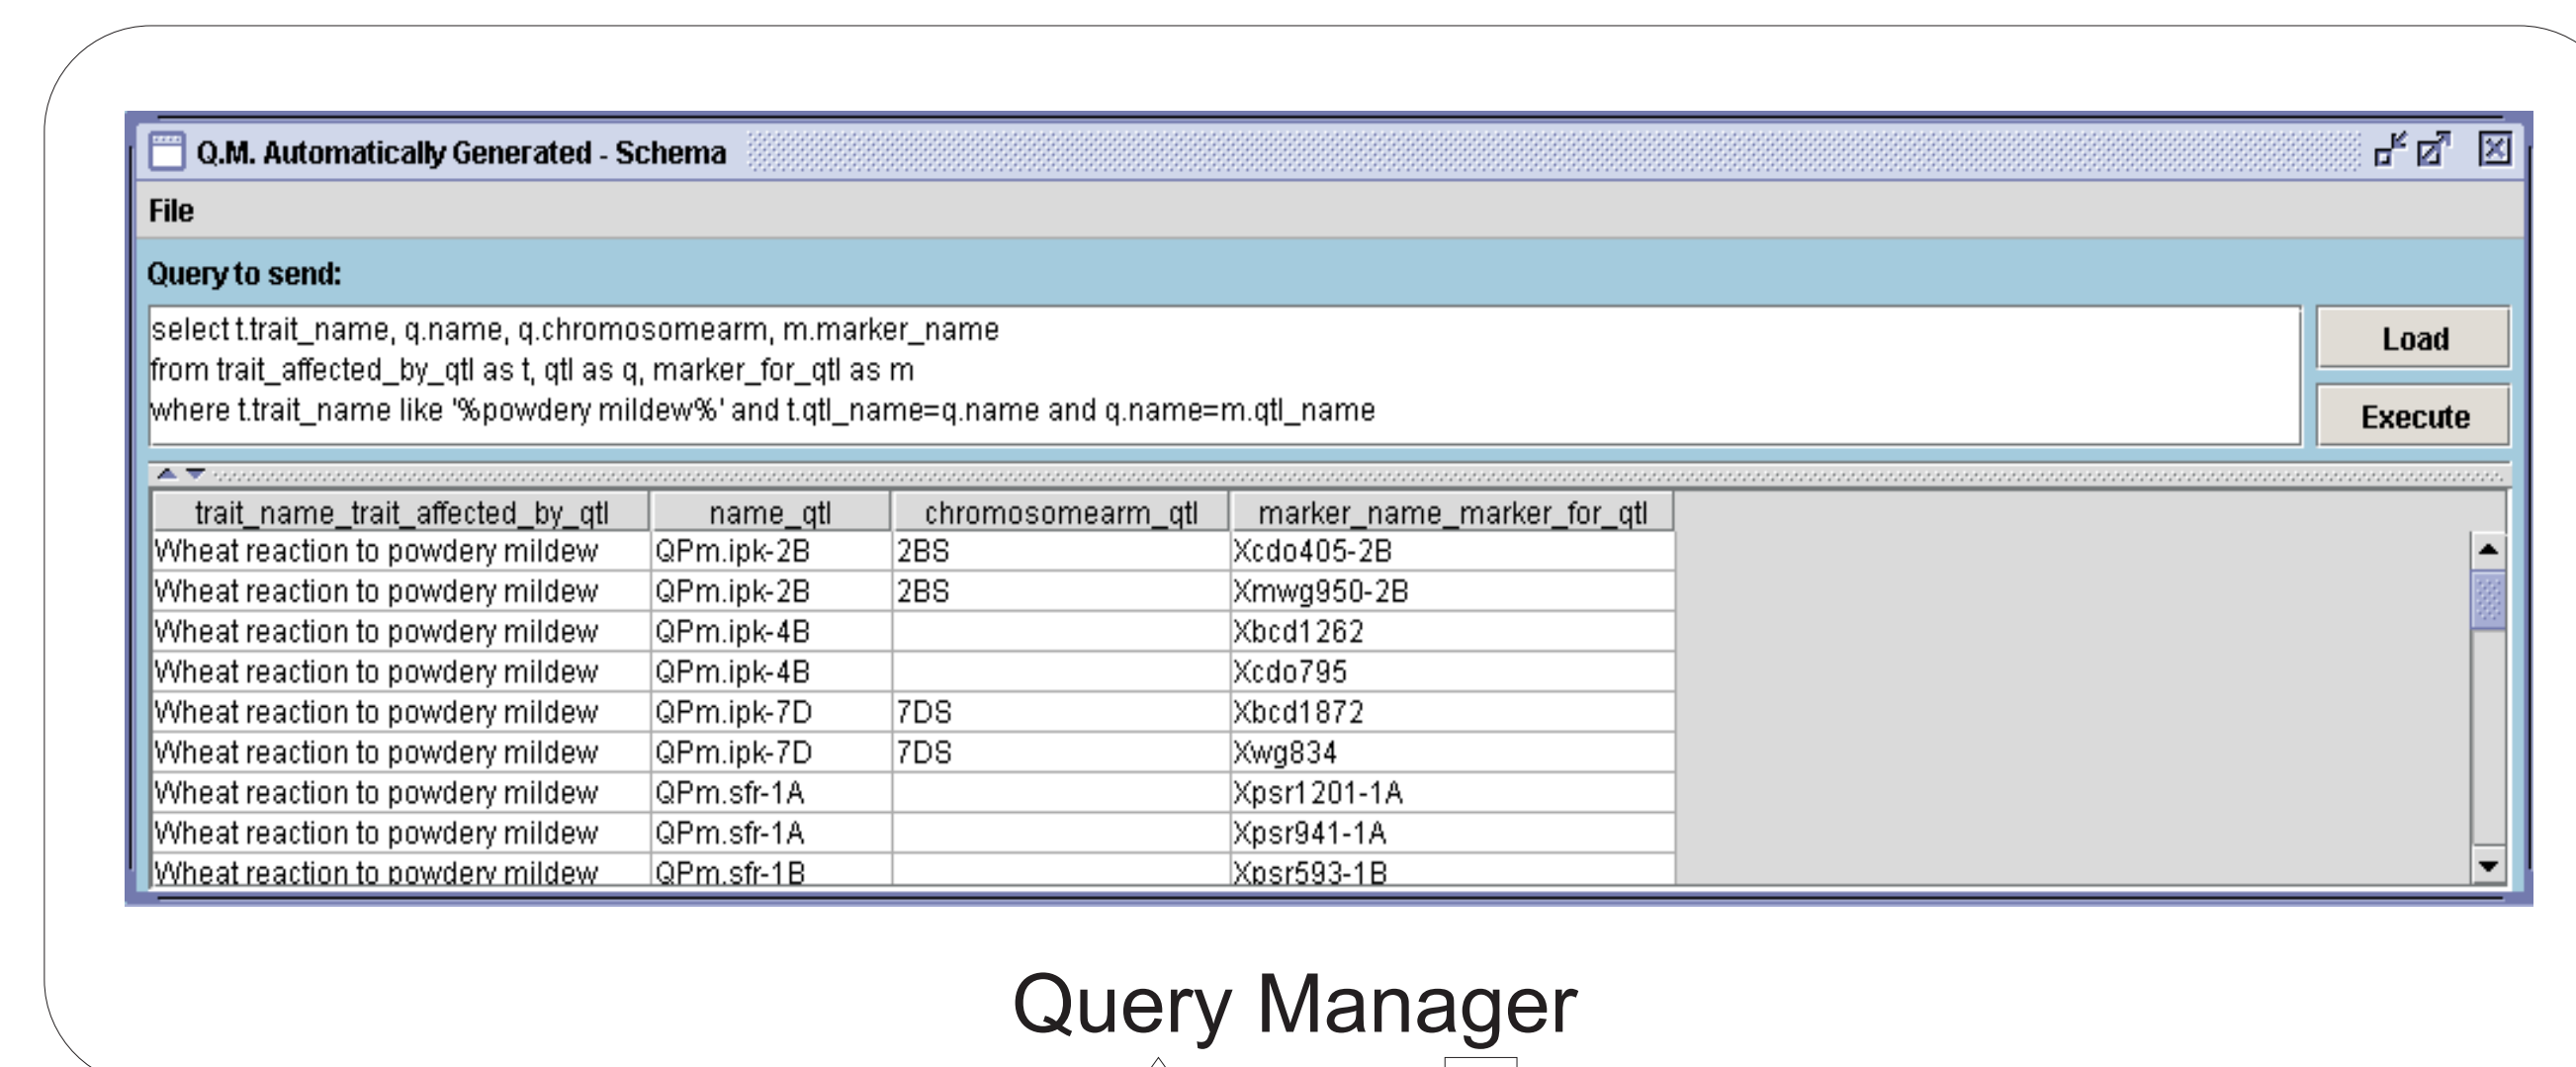 Q.M. Automatically Generated - Schema
File
Query to send:
select t.trait_name, q.name, q.chromosomearm, m.marker_name
from trait_affected_by_qtl as t, qtl as q, marker_for_qtl as m
where t.trait_name like '%powdery mildew%' and t.qtl_name=q.name and q.name=m.qtl_name
Load
Execute
trait_name_trait_affected_by_qtl name_qtl chromosomearm_qtl marker_name_marker_for_qtl
Wheat reaction to powdery mildew QPm.ipk-2B 2BS Xcdo405-2B
Wheat reaction to powdery mildew QPm.ipk-2B 2BS Xmwg950-2B
Wheat reaction to powdery mildew QPm.ipk-4B Xbcd1262
Wheat reaction to powdery mildew QPm.ipk-4B Xcdo795
Wheat reaction to powdery mildew QPm.ipk-7D 7DS Xbcd1872
Wheat reaction to powdery mildew QPm.ipk-7D 7DS Xwg834
Wheat reaction to powdery mildew QPm.sfr-1A Xpsr1201-1A
Wheat reaction to powdery mildew QPm.sfr-1A Xpsr941-1A
Wheat reaction to powdery mildew QPm.sfr-1B Xpsr593-1B
Query Manager